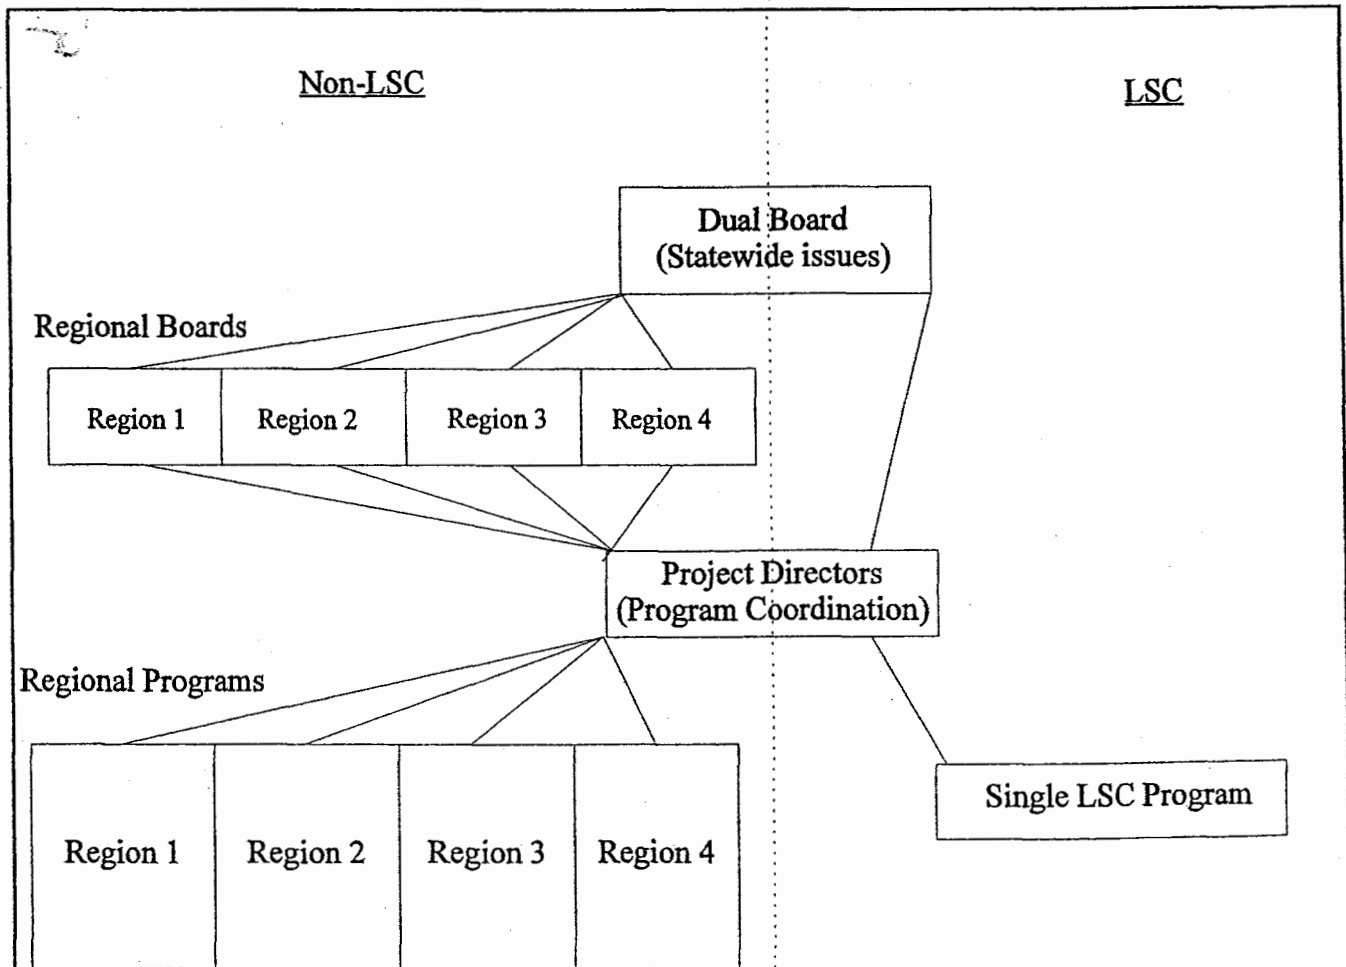 Non-LSC
LSC
Dual Board
(Statewide issues)
Regional Boards
Region 1
Region 2
Region 3
Region 4
Project Directors
(Program Coordination)
Regional Programs
Single LSC Program
Region 1
Region 2
Region 3
Region 4